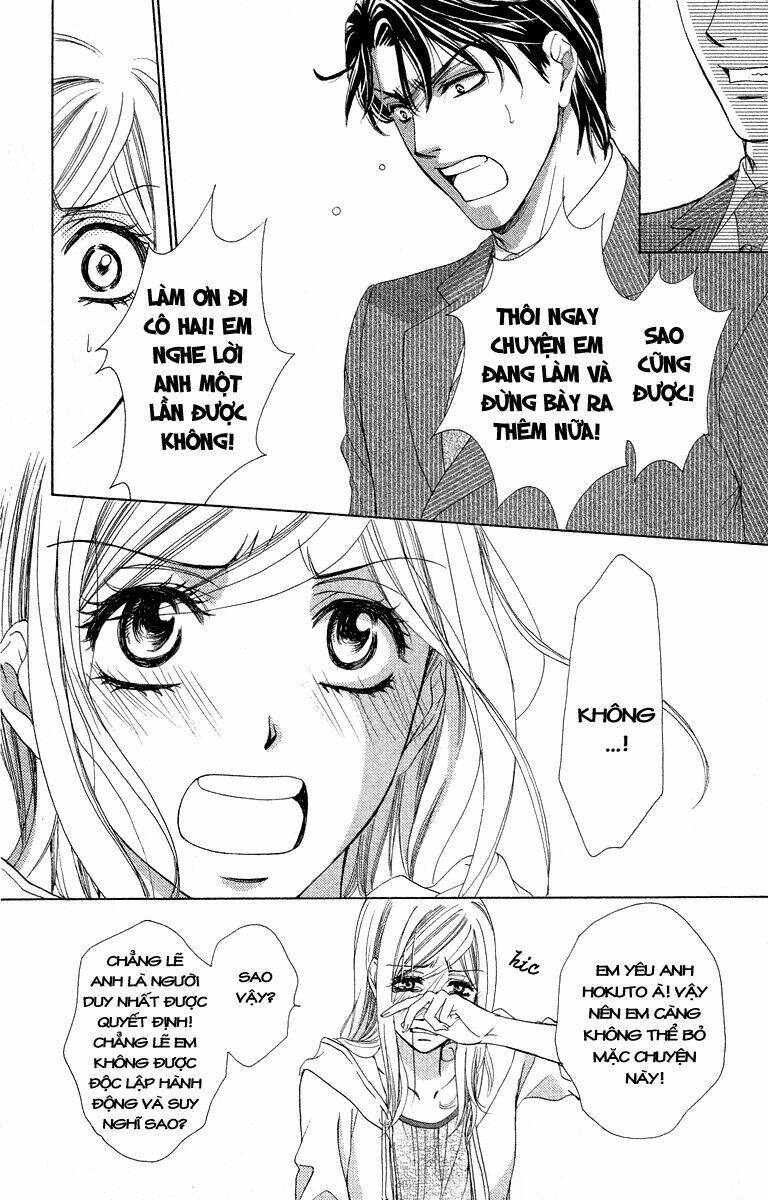 SAO
CŨNG
ĐƯỢC!
THÔI NGAY
CHUYỆN EM
ĐANG LÀM VÀ
ĐỪNG BÀY RA
THÊM NỮA!
LÀM ƠN ĐI
CÔ HAI! EM
NGHE LỜI
ANH MỘT
LẦN ĐƯỢC
KHÔNG!
KHÔNG
...!
EM YÊU ANH
HOKUTO À! VẬY
NÊN EM CÀNG
KHÔNG THỂ BỎ
MẶC CHUYỆN
NÀY!
hic
SAO
VẬY?
CHẲNG LẼ
ANH LÀ NGƯỜI
DUY NHẤT ĐƯỢC
QUYẾT ĐỊNH!
CHẲNG LẼ EM
KHÔNG ĐƯỢC
ĐỘC LẬP HÀNH
ĐỘNG VÀ SUY
NGHĨ SAO?